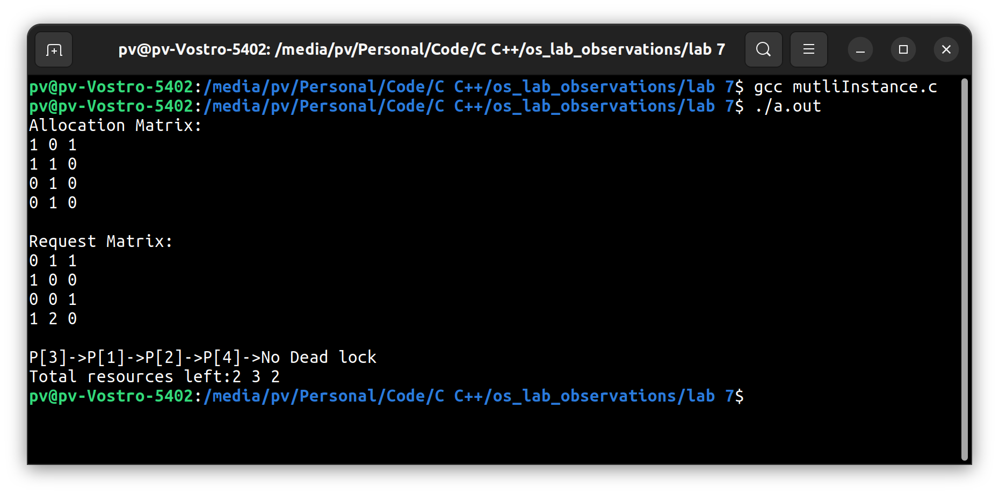 pv@pv-Vostro-5402: /media/pv/Personal/Code/C C++/os_lab_observations/lab 7
pv@pv-Vostro-5402:/media/pv/Personal/Code/C C++/os_lab_observations/lab 7$ gcc mutliInstance.c
pv@pv-Vostro-5402:/media/pv/Personal/Code/C C++/os_lab_observations/lab 7$ ./a.out
Allocation Matrix:
1 0 1
1 1 0
0 1 0
0 1 0
Request Matrix:
0 1 1
1 0 0
0 0 1
1 2 0
P[3]->P[1]->P[2]->P[4]->No Dead lock
Total resources left:2 3 2
pv@pv-Vostro-5402:/media/pv/Personal/Code/C C++/os_lab_observations/lab 7$